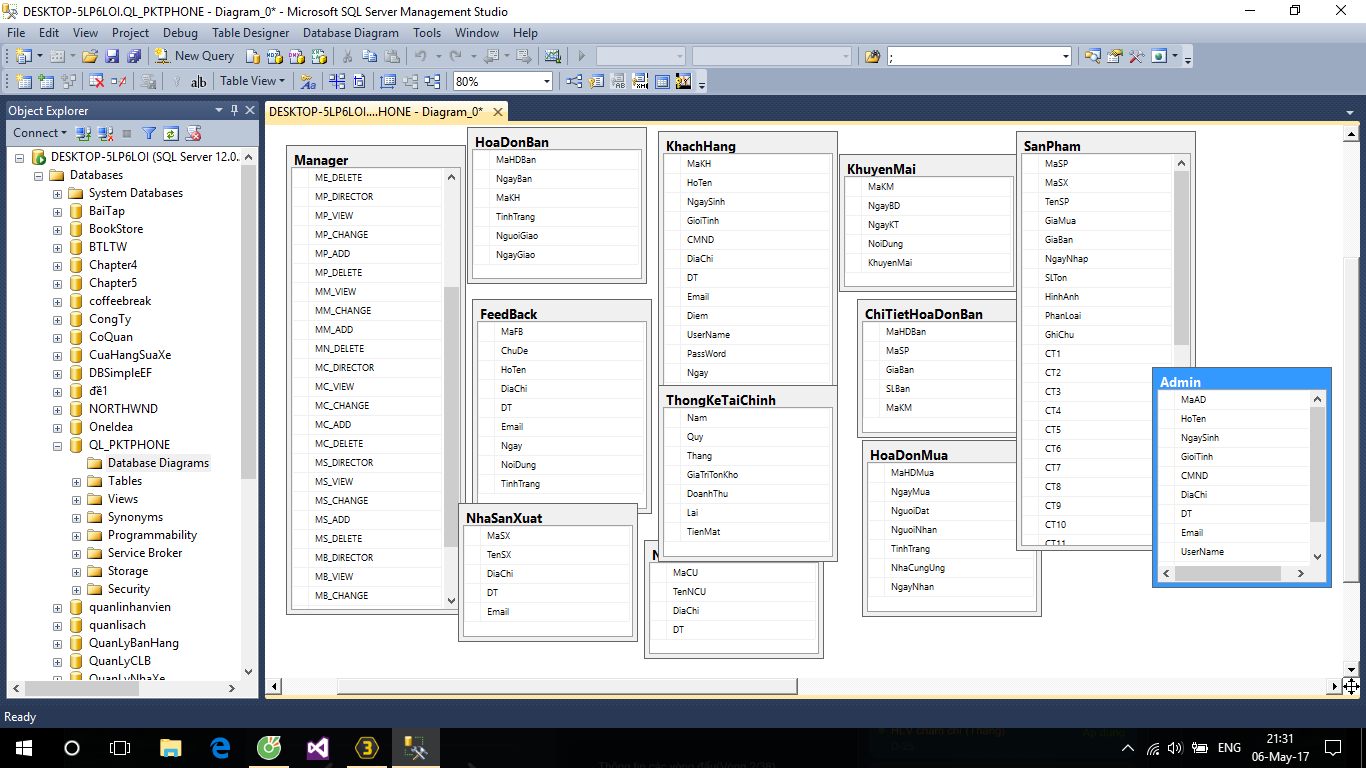 DESKTOP-5LP6LOI.QL_PKTPHONE - Diagram_0* - Microsoft SQL Server Management Studio
File Edit View Project Debug Table Designer Database Diagram Tools Window Help
New Query ;
Table View 80%
Object Explorer
Connect
DESKTOP-5LP6LOI (SQL Server 12.0...
Databases
System Databases
BaiTap
BookStore
BTLTW
Chapter4
Chapter5
coffeebreak
CongTy
CoQuan
CuaHangSuaXe
DBSimpleEF
đề1
NORTHWND
OneIdea
QL_PKTPHONE
Database Diagrams
Tables
Views
Synonyms
Programmability
Service Broker
Storage
Security
quanlinhanvien
quanlisach
QuanLyBanHang
QuanLyCLB
QuanLyNhaXe
DESKTOP-5LP6LOI....HONE - Diagram_0*
Manager
ME_DELETE
MP_DIRECTOR
MP_VIEW
MP_CHANGE
MP_ADD
MP_DELETE
MM_VIEW
MM_CHANGE
MM_ADD
MN_DELETE
MC_DIRECTOR
MC_VIEW
MC_CHANGE
MC_ADD
MC_DELETE
MS_DIRECTOR
MS_VIEW
MS_CHANGE
MS_ADD
MS_DELETE
MB_DIRECTOR
MB_VIEW
MB_CHANGE
HoaDonBan
MaHDBan
NgayBan
MaKH
TinhTrang
NguoiGiao
NgayGiao
FeedBack
MaFB
ChuDe
HoTen
DiaChi
DT
Email
Ngay
NoiDung
TinhTrang
NhaSanXuat
MaSX
TenSX
DiaChi
DT
Email
KhachHang
MaKH
HoTen
NgaySinh
GioiTinh
CMND
DiaChi
DT
Email
Diem
UserName
PassWord
Ngay
ThongKeTaiChinh
Nam
Quy
Thang
GiaTriTonKho
DoanhThu
Lai
TienMat
MaCU
TenNCU
DiaChi
DT
KhuyenMai
MaKM
NgayBD
NgayKT
NoiDung
KhuyenMai
ChiTietHoaDonBan
MaHDBan
MaSP
GiaBan
SLBan
MaKM
HoaDonMua
MaHDMua
NgayMua
NguoiDat
NguoiNhan
TinhTrang
NhaCungUng
NgayNhan
SanPham
MaSP
MaSX
TenSP
GiaMua
GiaBan
NgayNhap
SLTon
HinhAnh
PhanLoai
GhiChu
CT1
CT2
CT3
CT4
CT5
CT6
CT7
CT8
CT9
CT10
CT11
Admin
MaAD
HoTen
NgaySinh
GioiTinh
CMND
DiaChi
DT
Email
UserName
Ready
ENG
21:31
06-May-17